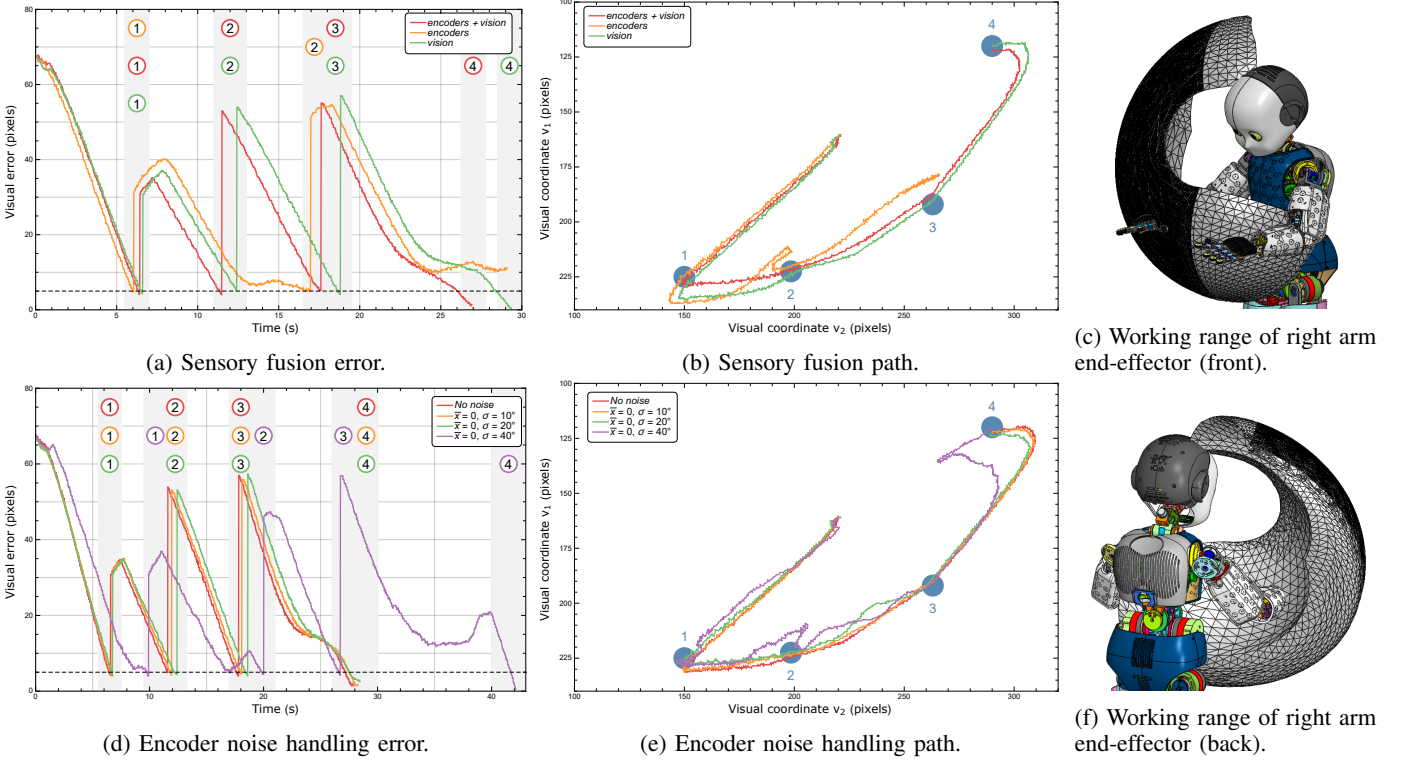 80
60
40
20
0
0
5
10
15
20
25
30
Visual error (pixels)
Time (s)
encoders + vision
encoders
vision
1
2
3
2
1
2
3
4
4
1
(a) Sensory fusion error.
100
125
150
175
200
225
100
150
200
250
300
Visual coordinate v1 (pixels)
Visual coordinate v2 (pixels)
encoders + vision
encoders
vision
4
3
1
2
(b) Sensory fusion path.
(c) Working range of right arm
end-effector (front).
80
60
40
20
0
0
10
20
30
40
Visual error (pixels)
Time (s)
No noise
x̅ = 0, σ = 10°
x̅ = 0, σ = 20°
x̅ = 0, σ = 40°
1
2
3
4
1
1
2
3
2
3
4
1
2
3
4
4
(d) Encoder noise handling error.
100
125
150
175
200
225
100
150
200
250
300
Visual coordinate v1 (pixels)
Visual coordinate v2 (pixels)
No noise
x̅ = 0, σ = 10°
x̅ = 0, σ = 20°
x̅ = 0, σ = 40°
4
3
1
2
(e) Encoder noise handling path.
(f) Working range of right arm
end-effector (back).